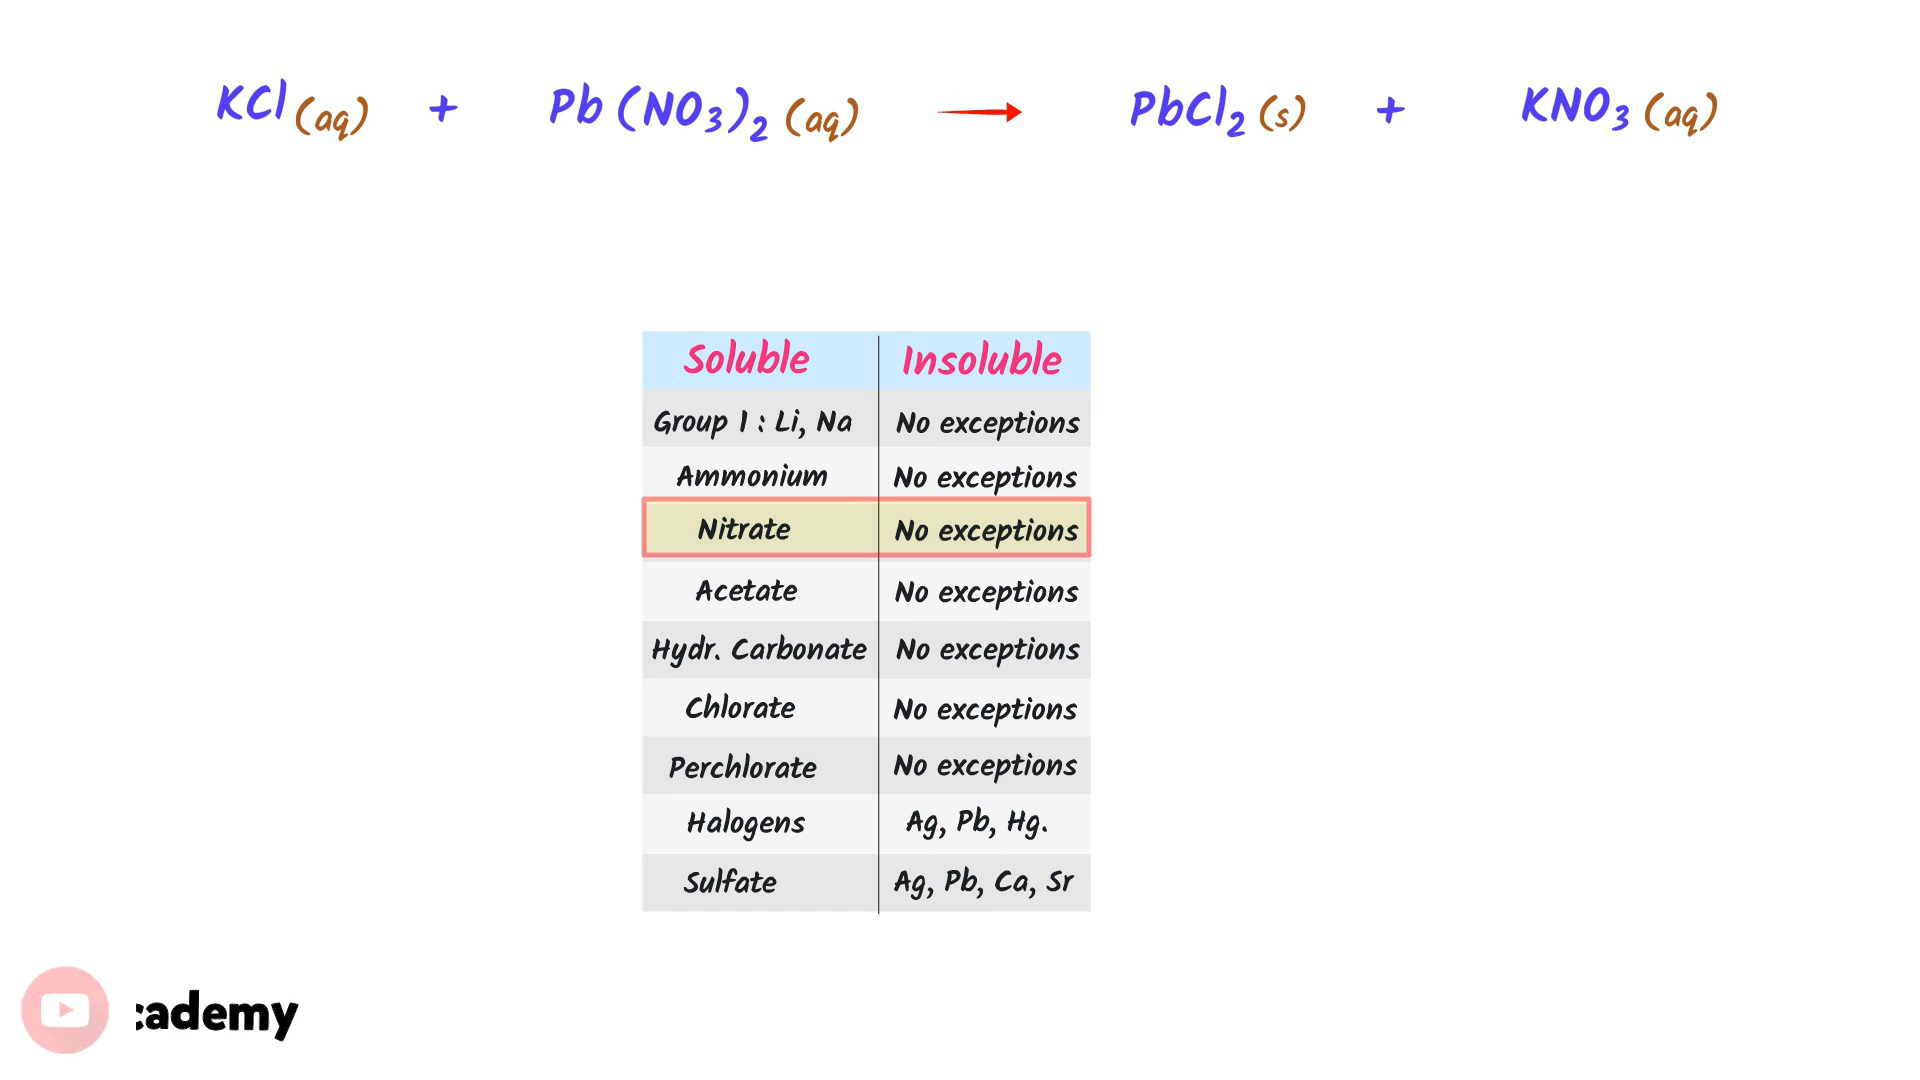 KCl (aq) + Pb (NO₃)₂ (aq) → PbCl₂ (s) + KNO₃ (aq)
Soluble Insoluble
Group 1 : Li, Na No exceptions
Ammonium No exceptions
Nitrate No exceptions
Acetate No exceptions
Hydr. Carbonate No exceptions
Chlorate No exceptions
Perchlorate No exceptions
Halogens Ag, Pb, Hg.
Sulfate Ag, Pb, Ca, Sr